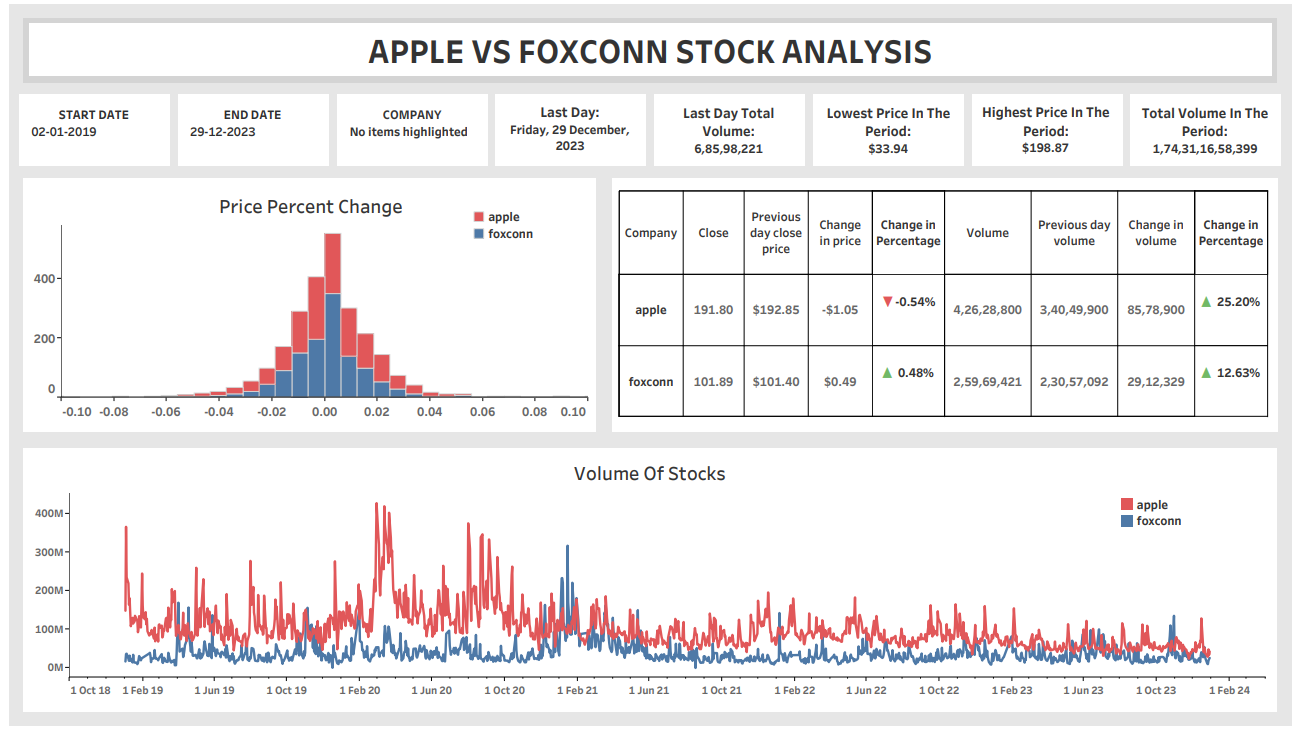 APPLE VS FOXCONN STOCK ANALYSIS
START DATE
02-01-2019
END DATE
29-12-2023
COMPANY
No items highlighted
Last Day:
Friday, 29 December,
2023
Last Day Total
Volume:
6,85,98,221
Lowest Price In The
Period:
$33.94
Highest Price In The
Period:
$198.87
Total Volume In The
Period:
1,74,31,16,58,399
Price Percent Change
apple
foxconn
400
200
0
-0.10 -0.08 -0.06 -0.04 -0.02 0.00 0.02 0.04 0.06 0.08 0.10
Company Close Previous day close price Change in price Change in Percentage Volume Previous day volume Change in volume Change in Percentage
apple 191.80 $192.85 -$1.05 ▼ -0.54% 4,26,28,800 3,40,49,900 85,78,900 ▲ 25.20%
foxconn 101.89 $101.40 $0.49 ▲ 0.48% 2,59,69,421 2,30,57,092 29,12,329 ▲ 12.63%
Volume Of Stocks
apple
foxconn
400M
300M
200M
100M
0M
1 Oct 18 1 Feb 19 1 Jun 19 1 Oct 19 1 Feb 20 1 Jun 20 1 Oct 20 1 Feb 21 1 Jun 21 1 Oct 21 1 Feb 22 1 Jun 22 1 Oct 22 1 Feb 23 1 Jun 23 1 Oct 23 1 Feb 24